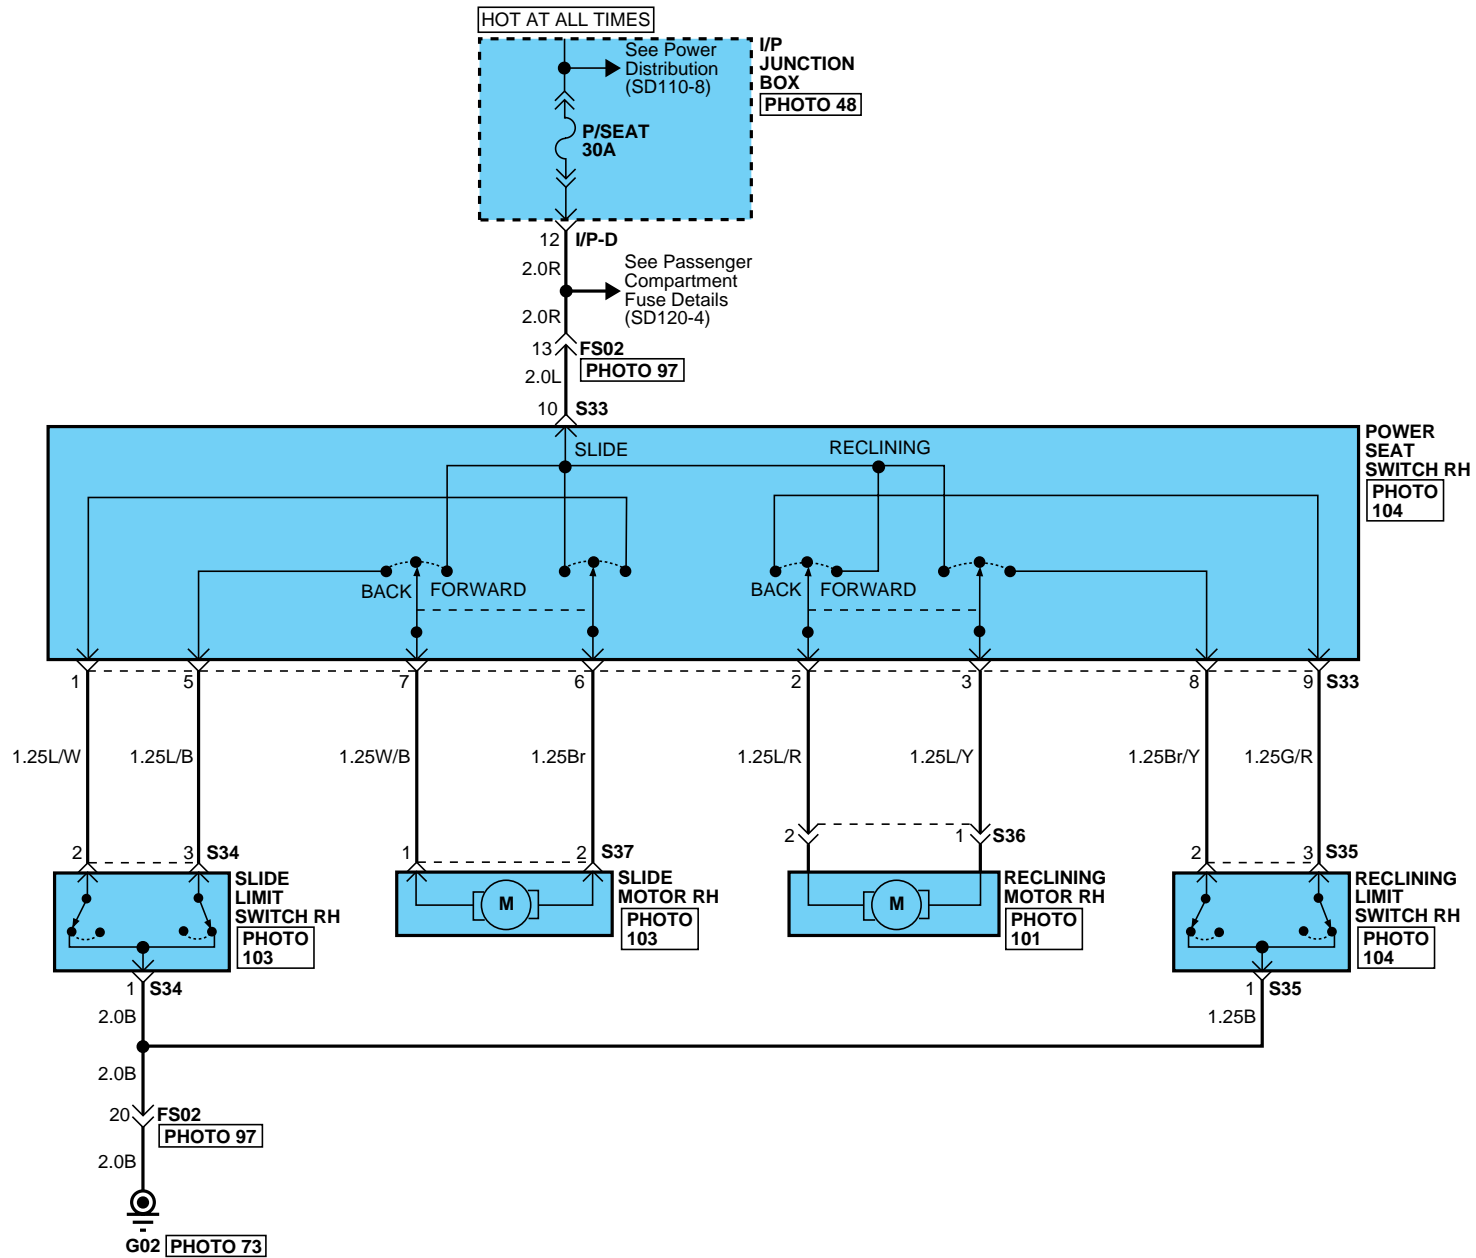 HOT AT ALL TIMES
See Power
Distribution
(SD110-8)
I/P
JUNCTION
BOX
PHOTO 48
P/SEAT
30A
12 I/P-D
2.0R
See Passenger
Compartment
Fuse Details
(SD120-4)
2.0R
13 FS02
PHOTO 97
2.0L
10 S33
POWER
SEAT
SWITCH RH
PHOTO
104
SLIDE
RECLINING
BACK FORWARD
BACK FORWARD
1 5 7 6 2 3 8 9 S33
1.25L/W 1.25L/B 1.25W/B 1.25Br 1.25L/R 1.25L/Y 1.25Br/Y 1.25G/R
2 3 S34
1 2 S37
2 1 S36
2 3 S35
SLIDE
LIMIT
SWITCH RH
PHOTO
103
M
SLIDE
MOTOR RH
PHOTO
103
M
RECLINING
MOTOR RH
PHOTO
101
RECLINING
LIMIT
SWITCH RH
PHOTO
104
1 S34
1 S35
2.0B
1.25B
2.0B
20 FS02
PHOTO 97
2.0B
G02 PHOTO 73